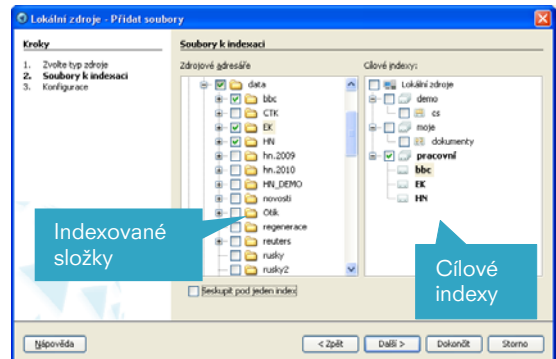 Lokální zdroje - Přidat soubory
Kroky
1. Zvolte typ zdroje
2. Soubory k indexaci
3. Konfigurace
Soubory k indexaci
Zdrojové adresáře
data
bbc
CTK
EK
HN
hn.2009
hn.2010
HN_DEMO
novosti
Otik
regenerace
reuters
rusky
rusky2
Seskupit pod jeden index
Cílové indexy:
Lokální zdroje
demo
cs
moje
dokumenty
pracovní
bbc
EK
HN
Indexované
složky
Cílové
indexy
Nápověda
< Zpět
Další >
Dokončit
Storno